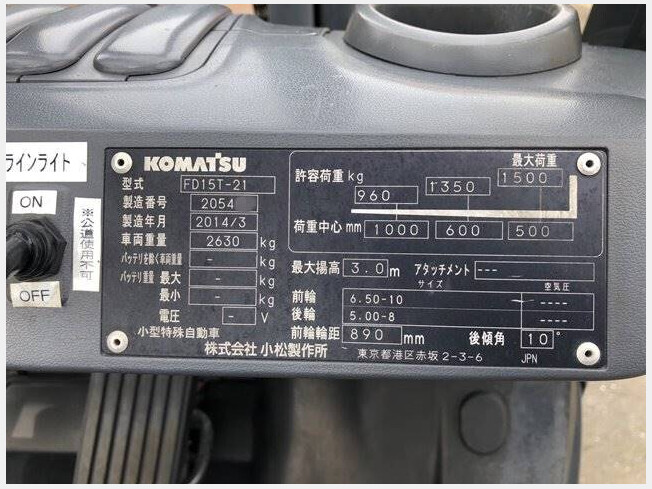 ラインライト
ON
OFF
※公道使用不可
KOMATSU
型式 FD15T-21
製造番号 2054
製造年月 2014/3
車両重量 2630 kg
バッテリを除く車両重量 - kg
バッテリ重量 最大 - kg
最小 - kg
電圧 - V
小型特殊自動車
株式会社 小松製作所
東京都港区赤坂 2-3-6
JPN
最大荷重
許容荷重 kg 960 1350 1500
荷重中心 mm 1000 600 500
最大揚高 3.0 m アタッチメント ---
サイズ 空気圧
前輪 6.50-10 ----
後輪 5.00-8 ----
前輪輪距 890 mm 後傾角 10°